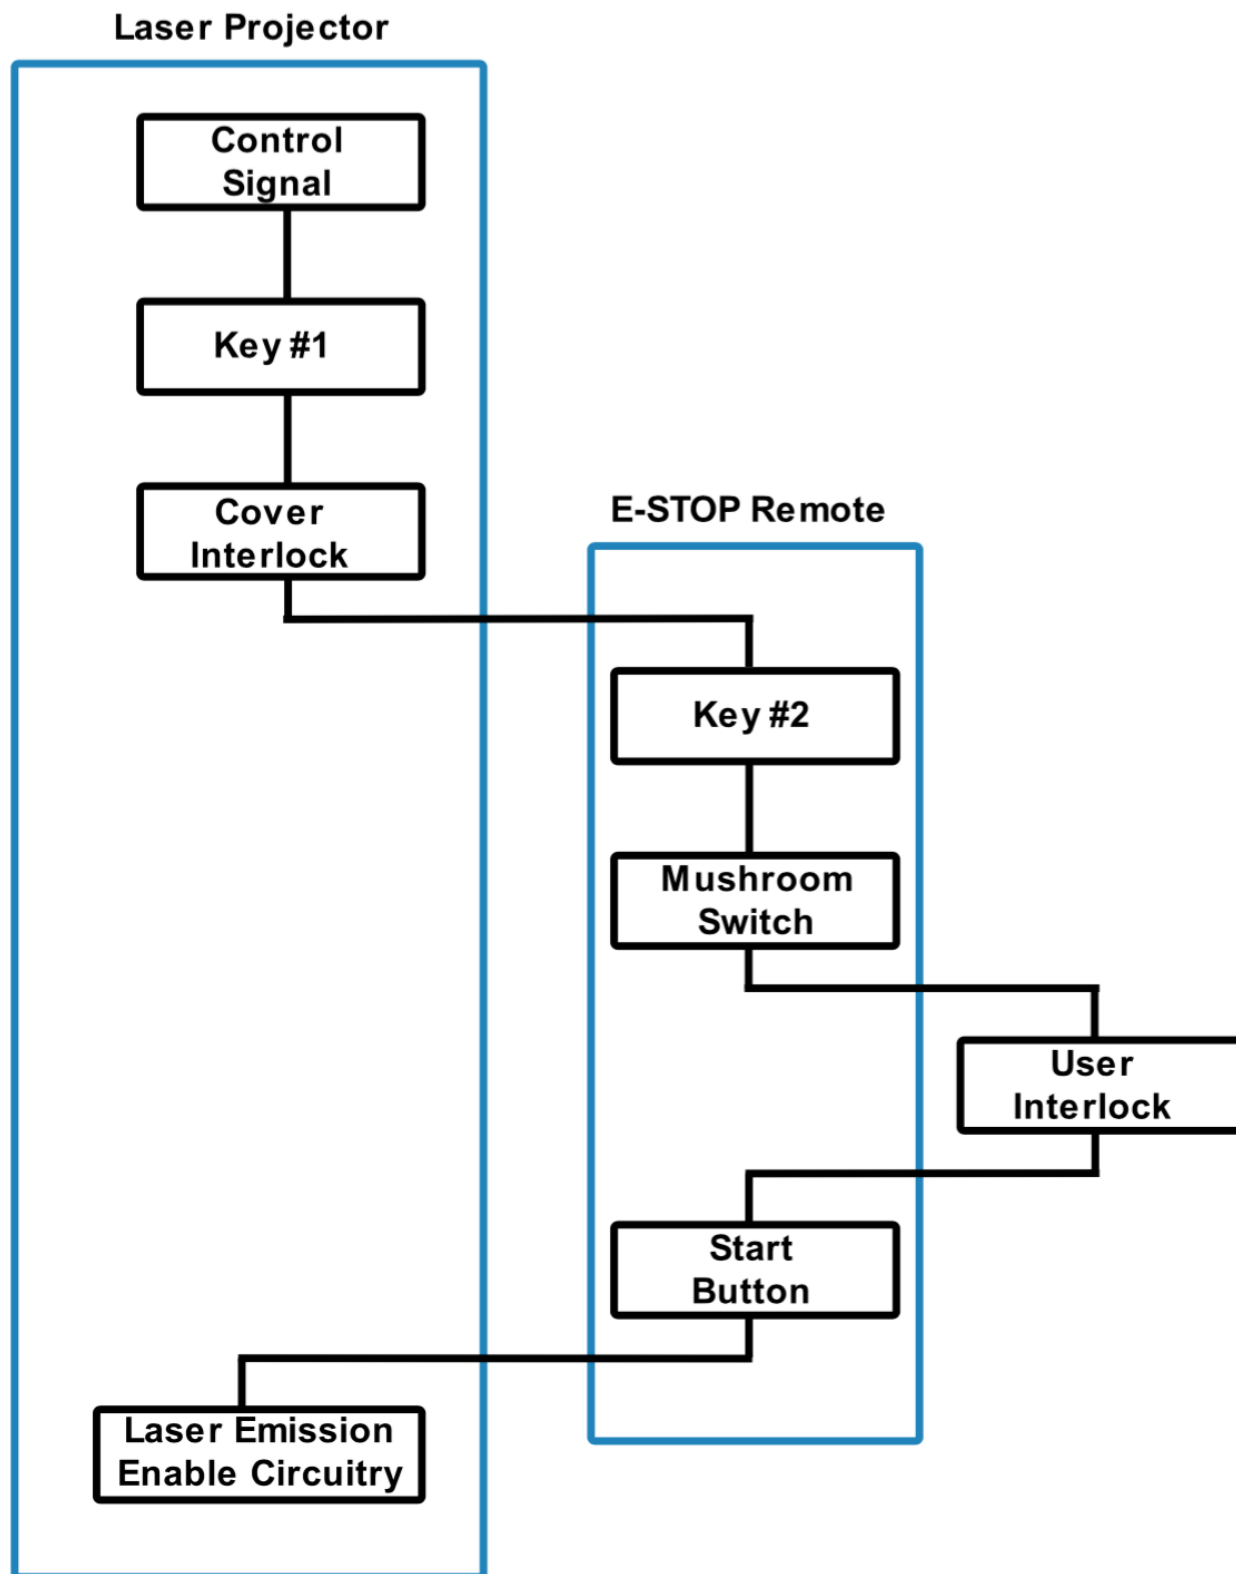 Laser Projector
Control
Signal
Key #1
Cover
Interlock
E-STOP Remote
Key #2
Mushroom
Switch
User
Interlock
Start
Button
Laser Emission
Enable Circuitry